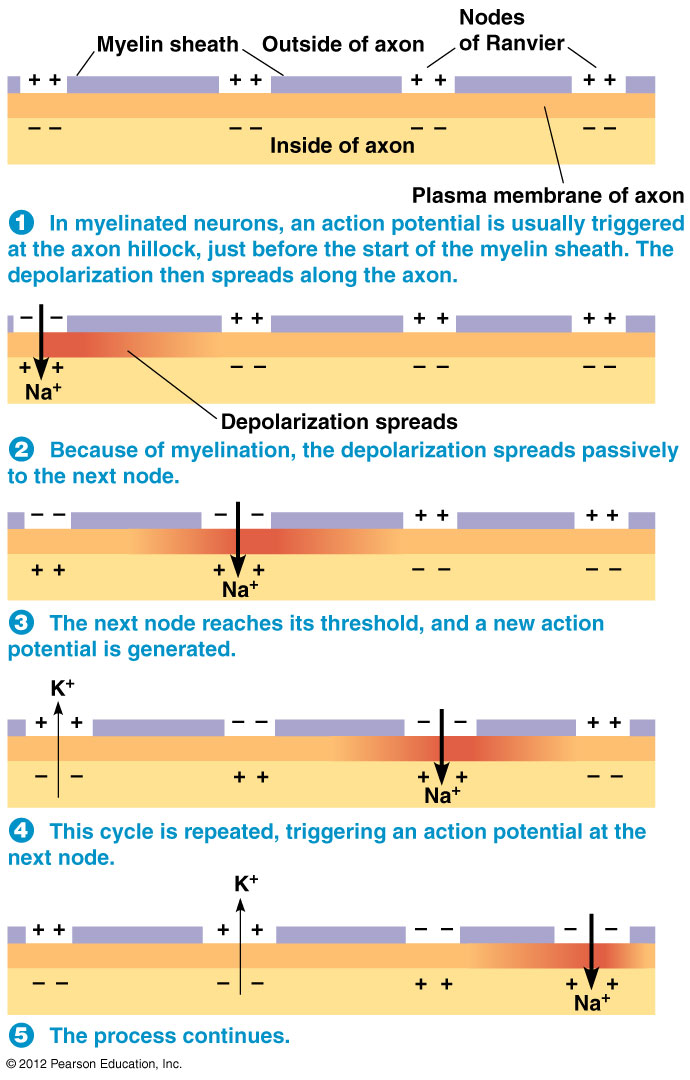 Nodes
Myelin sheath Outside of axon of Ranvier
+ + + + + + + +
– – – – – – – –
Inside of axon
Plasma membrane of axon
1 In myelinated neurons, an action potential is usually triggered
at the axon hillock, just before the start of the myelin sheath. The
depolarization then spreads along the axon.
– – + + + + + +
+ + – – – – – –
Na+
Depolarization spreads
2 Because of myelination, the depolarization spreads passively
to the next node.
– – – – + + + +
+ + + + – – – –
Na+
3 The next node reaches its threshold, and a new action
potential is generated.
K+
+ + – – – – + +
– – + + + + – –
Na+
4 This cycle is repeated, triggering an action potential at the
next node.
K+
+ + + + – – – –
– – – – + + + +
Na+
5 The process continues.
© 2012 Pearson Education, Inc.